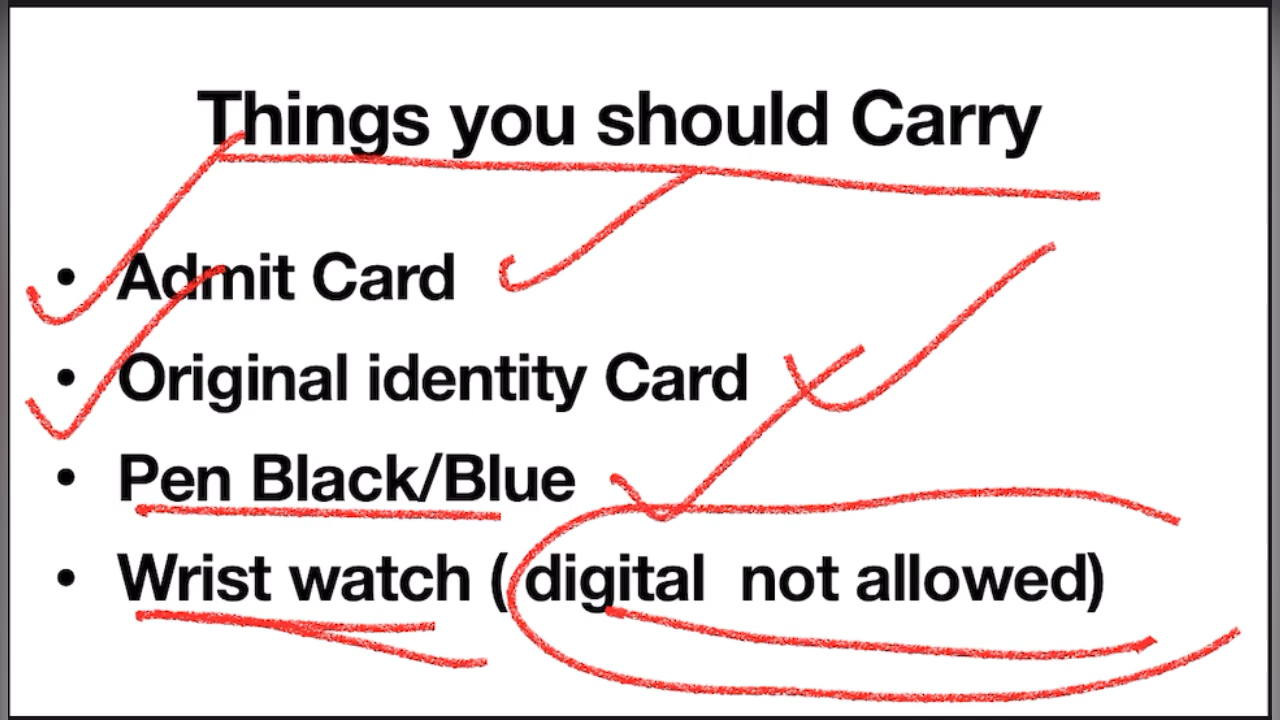 Things you should Carry
• Admit Card
• Original identity Card
• Pen Black/Blue
• Wrist watch ( digital  not allowed)